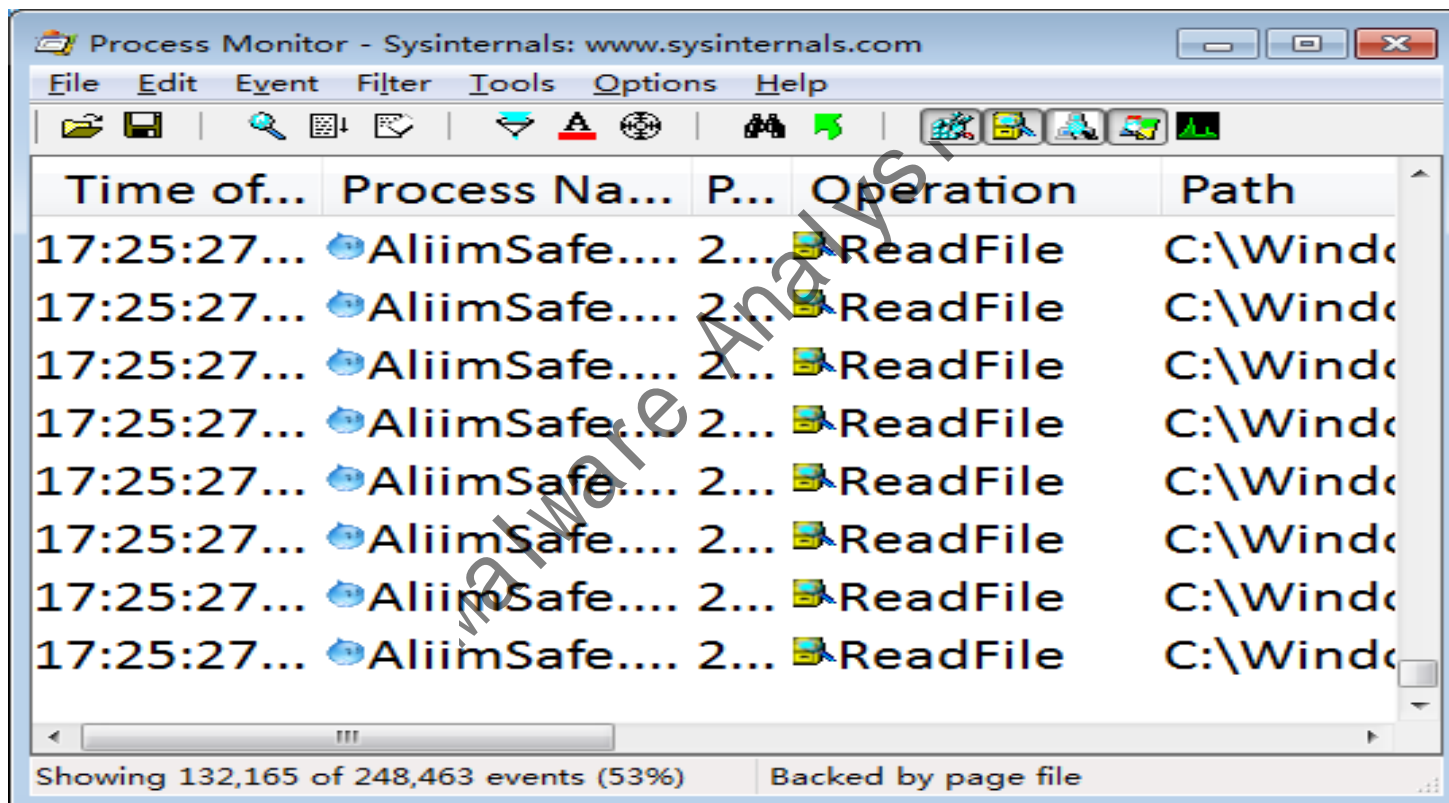 Process Monitor - Sysinternals: www.sysinternals.com
File Edit Event Filter Tools Options Help
Time of... Process Na... P... Operation Path
17:25:27... AliimSafe.... 2... ReadFile C:\Windo
17:25:27... AliimSafe.... 2... ReadFile C:\Windo
17:25:27... AliimSafe.... 2... ReadFile C:\Windo
17:25:27... AliimSafe.... 2... ReadFile C:\Windo
17:25:27... AliimSafe.... 2... ReadFile C:\Windo
17:25:27... AliimSafe.... 2... ReadFile C:\Windo
17:25:27... AliimSafe.... 2... ReadFile C:\Windo
17:25:27... AliimSafe.... 2... ReadFile C:\Windo
Showing 132,165 of 248,463 events (53%) Backed by page file
Malware Analys